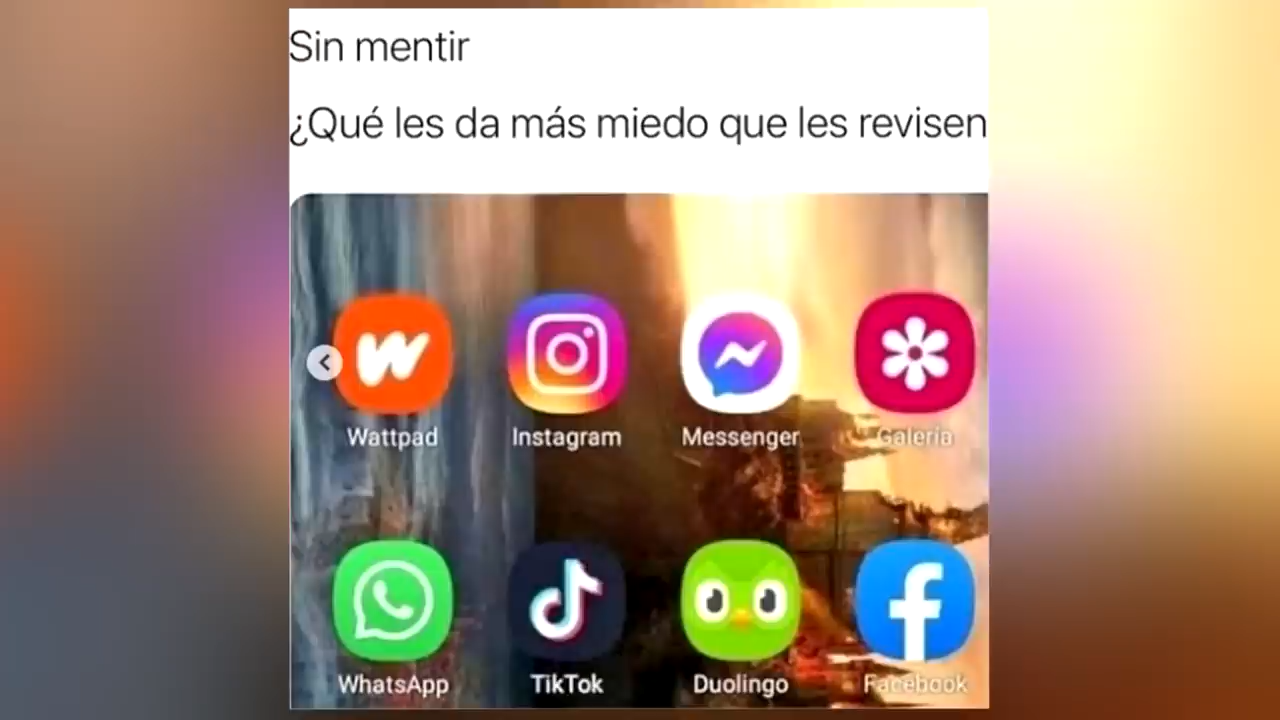 Sin mentir
¿Qué les da más miedo que les revisen
Wattpad Instagram Messenger Galería
WhatsApp TikTok Duolingo Facebook